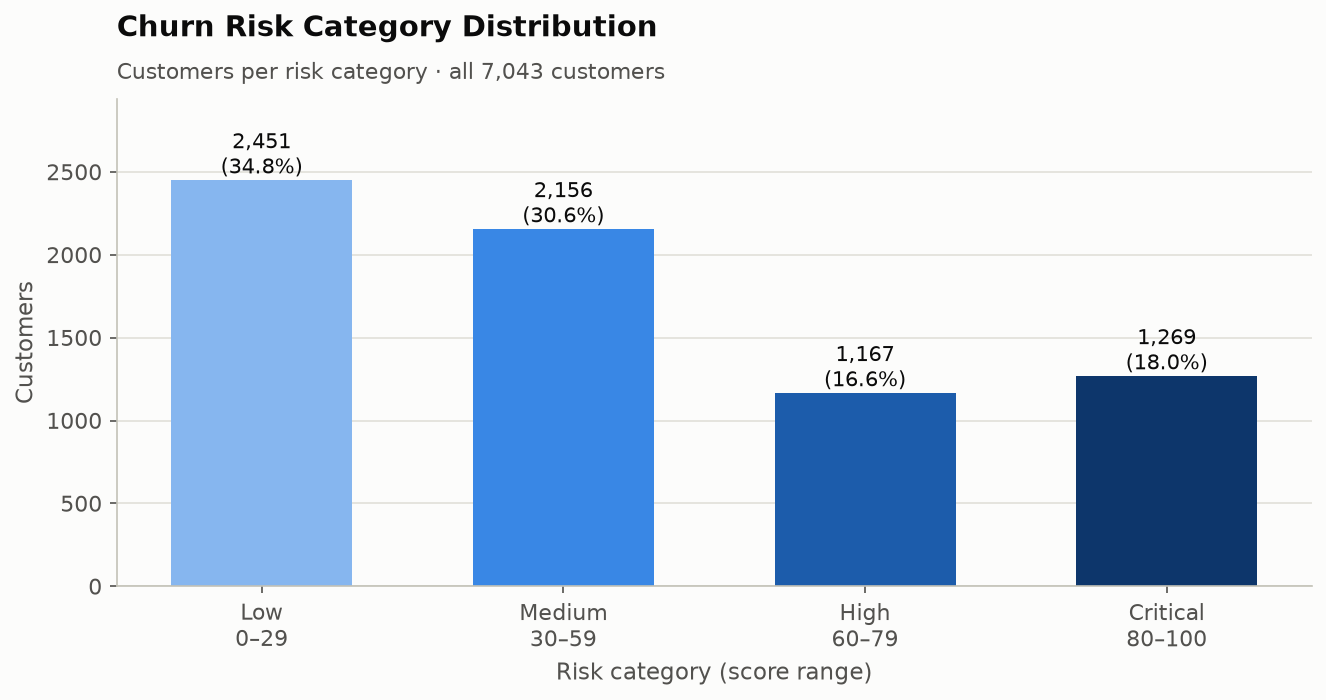 Churn Risk Category Distribution
Customers per risk category · all 7,043 customers
Customers
2500
2000
1500
1000
500
0
2,451
(34.8%)
2,156
(30.6%)
1,167
(16.6%)
1,269
(18.0%)
Low
0–29
Medium
30–59
High
60–79
Critical
80–100
Risk category (score range)